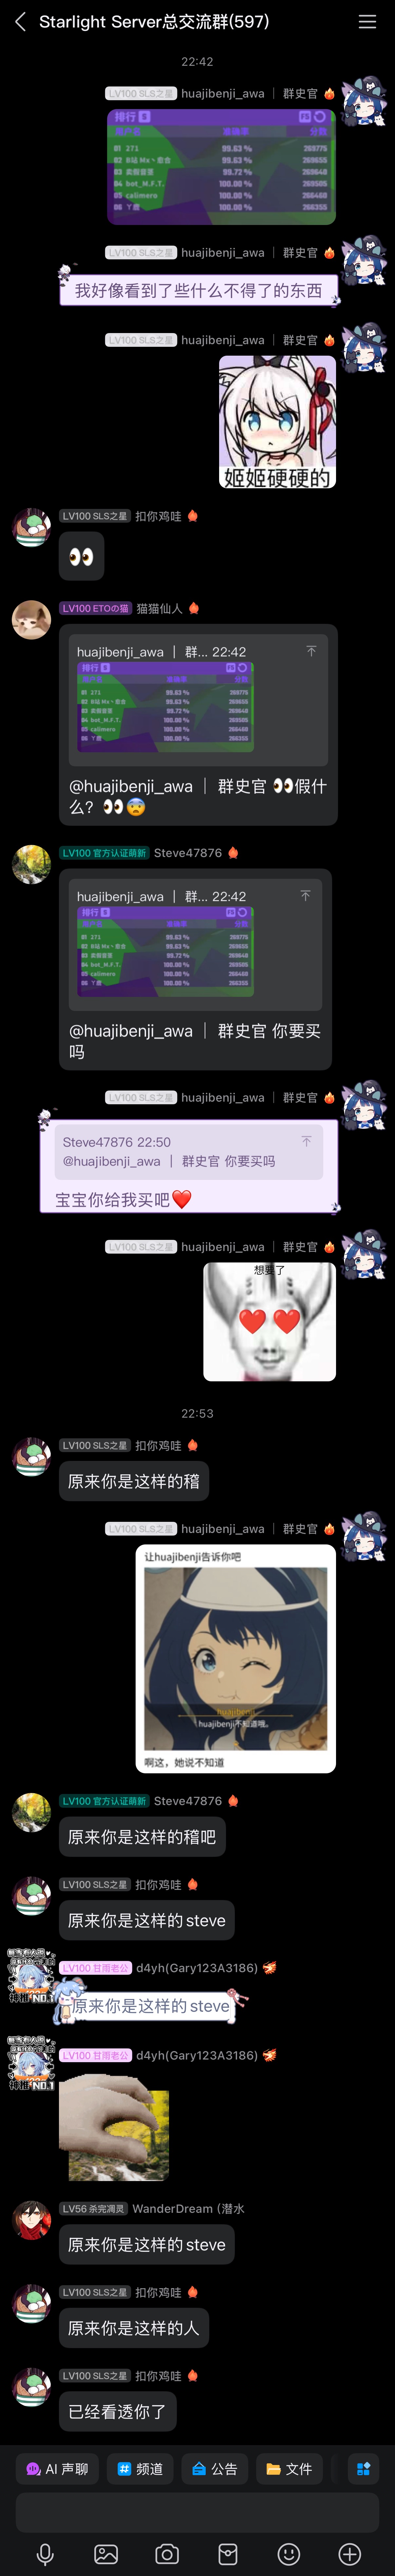 Starlight Server总交流群(597)
22:42
LV100 SLS之星 huajibenji_awa ｜ 群史官
排行
用户名 准确率 分数
01 271 99.63 % 269775
99.63 % 269655
99.72 % 269640
04 bot_M.F.T. 100.00 % 269505
05 calimero 100.00 % 268460
100.00 % 266355
LV100 SLS之星 huajibenji_awa ｜ 群史官
我好像看到了些什么不得了的东西
LV100 SLS之星 huajibenji_awa ｜ 群史官
姬姬硬硬的
LV100 SLS之星 扣你鸡哇
👀
LV100 ETO の猫 猫猫仙人
huajibenji_awa ｜ 群... 22:42
@huajibenji_awa ｜ 群史官 👀假什
么？👀😨
LV100 官方认证萌新 Steve47876
huajibenji_awa ｜ 群... 22:42
@huajibenji_awa ｜ 群史官 你要买
吗
LV100 SLS之星 huajibenji_awa ｜ 群史官
Steve47876 22:50
@huajibenji_awa ｜ 群史官 你要买吗
宝宝你给我买吧❤️
LV100 SLS之星 huajibenji_awa ｜ 群史官
想要了
22:53
LV100 SLS之星 扣你鸡哇
原来你是这样的稽
LV100 SLS之星 huajibenji_awa ｜ 群史官
让huajibenji告诉你吧
huajibenji
huajibenji不知道哦。
啊这，她说不知道
LV100 官方认证萌新 Steve47876
原来你是这样的稽吧
LV100 SLS之星 扣你鸡哇
原来你是这样的 steve
LV100 甘雨老公 d4yh(Gary123A3186)
原来你是这样的 steve
NO.1
LV100 甘雨老公 d4yh(Gary123A3186)
NO.1
LV56 杀完凋灵 WanderDream (潜水
原来你是这样的 steve
LV100 SLS之星 扣你鸡哇
原来你是这样的人
LV100 SLS之星 扣你鸡哇
已经看透你了
AI 声聊 频道 公告 文件